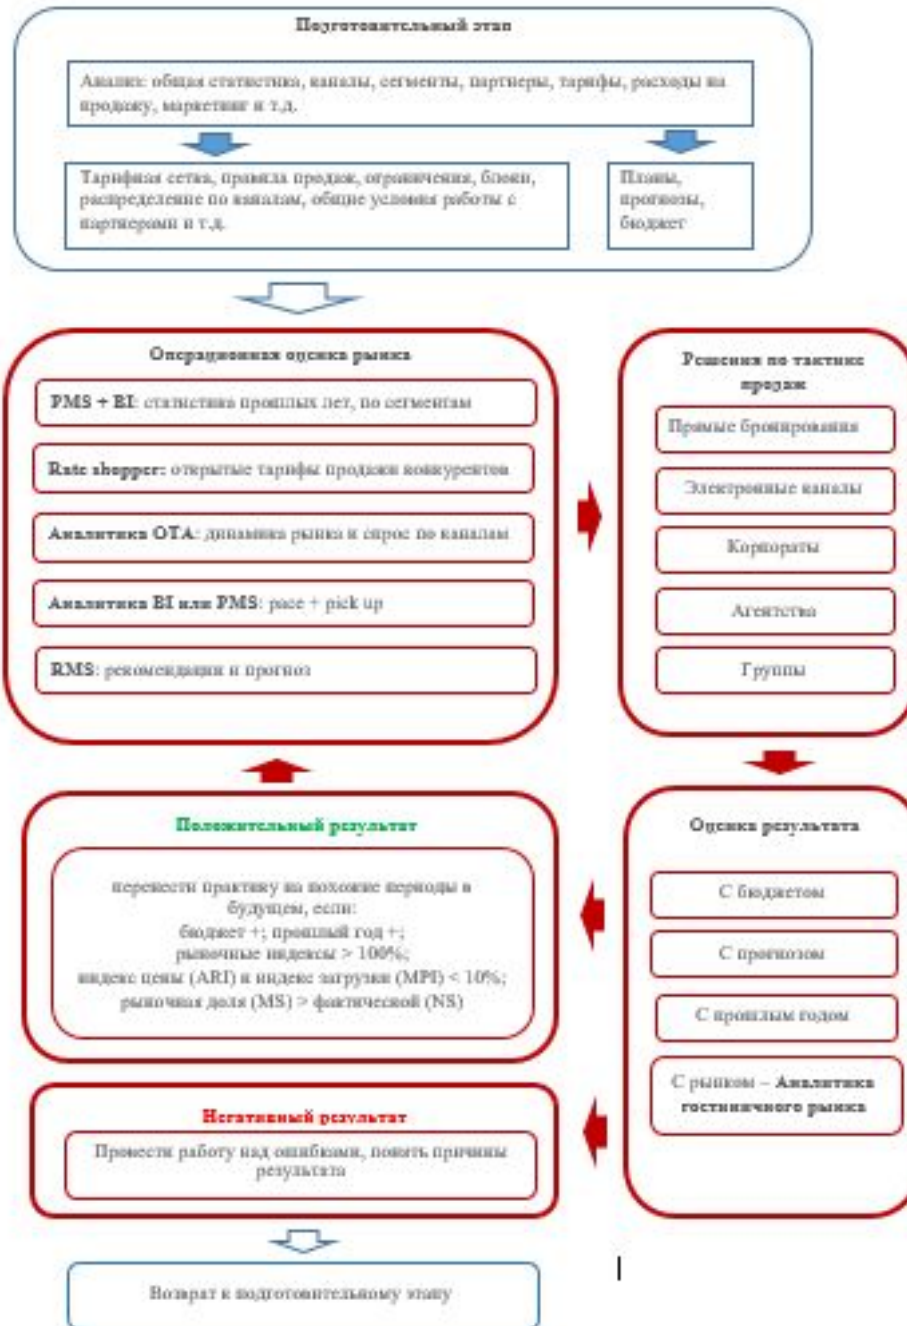 Подготовительный этап
Анализ: общая статистика, каналы, сегменты, партнеры, тарифы, расходы на
продажу, маркетинг и т.д.
Тарифная сетка, правила продаж, ограничения, блоки,
распределение по каналам, общие условия работы с
партнерами и т.д.
Планы,
прогнозы,
бюджет
Операционная оценка рынка
PMS + BI: статистика прошлых лет, по сегментам
Rate shopper: открытые тарифы продажи конкурентов
Аналитика ОТА: динамика рынка и спрос по каналам
Аналитика BI или PMS: pace + pick up
RMS: рекомендации и прогноз
Решения по тактике
продаж
Прямые бронирования
Электронные каналы
Корпораты
Агентства
Группы
Оценка результата
С бюджетом
С прогнозом
С прошлым годом
С рынком – Аналитика
гостиничного рынка
Положительный результат
перенести практику на похожие периоды в
будущем, если:
бюджет +; прошлый год +;
рыночные индексы > 100%;
индекс цены (ARI) и индекс загрузки (MPI) < 10%;
рыночная доля (MS) > фактической (NS)
Негативный результат
Провести работу над ошибками, понять причины
результата
Возврат к подготовительному этапу